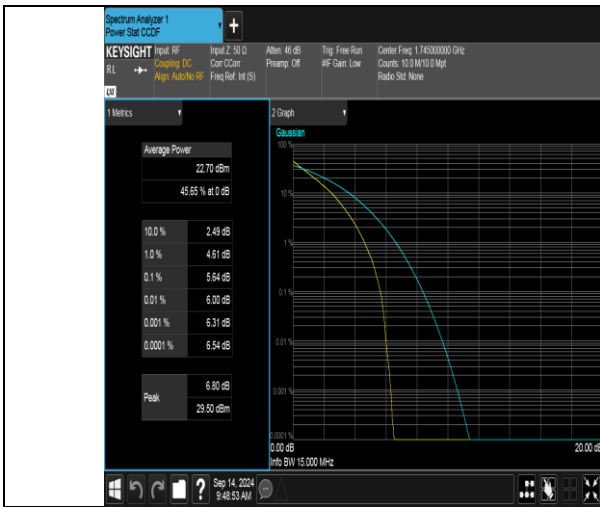 Spectrum Analyzer 1
Power Stat CCDF
+
KEYSIGHT
Input: RF
Input Z: 50 Ω
Atten: 46 dB
Trig: Free Run
Center Freq: 1.745000000 GHz
R L
Coupling: DC
Corr CCorr
Preamp: Off
#IF Gain: Low
Counts: 10.0 M/10.0 Mpt
Align: Auto/No RF
Freq Ref: Int (S)
Radio Std: None
LXI
1 Metrics
2 Graph
Average Power
22.70 dBm
45.65 % at 0 dB
10.0 % 2.49 dB
1.0 % 4.61 dB
0.1 % 5.64 dB
0.01 % 6.00 dB
0.001 % 6.31 dB
0.0001 % 6.54 dB
Peak
6.80 dB
29.50 dBm
Gaussian
100 %
10 %
1 %
0.1 %
0.01 %
0.001 %
0.0001 %
0.00 dB
20.00 dB
Info BW 15.000 MHz
?
Sep 14, 2024
9:48:53 AM